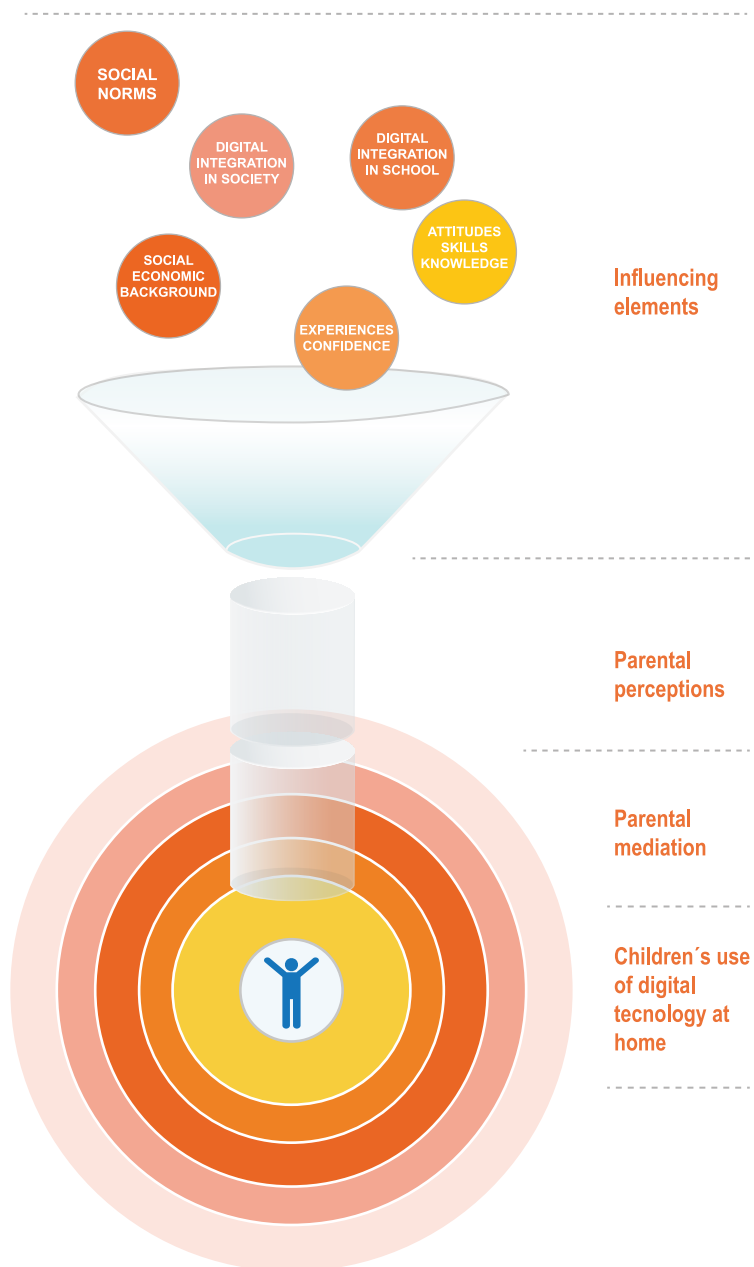 SOCIAL
NORMS
DIGITAL
INTEGRATION
IN SOCIETY
DIGITAL
INTEGRATION
IN SCHOOL
ATTITUDES
SKILLS
KNOWLEDGE
SOCIAL
ECONOMIC
BACKGROUND
EXPERIENCES
CONFIDENCE
Influencing
elements
Parental
perceptions
Parental
mediation
Children´s use
of digital
tecnology at
home